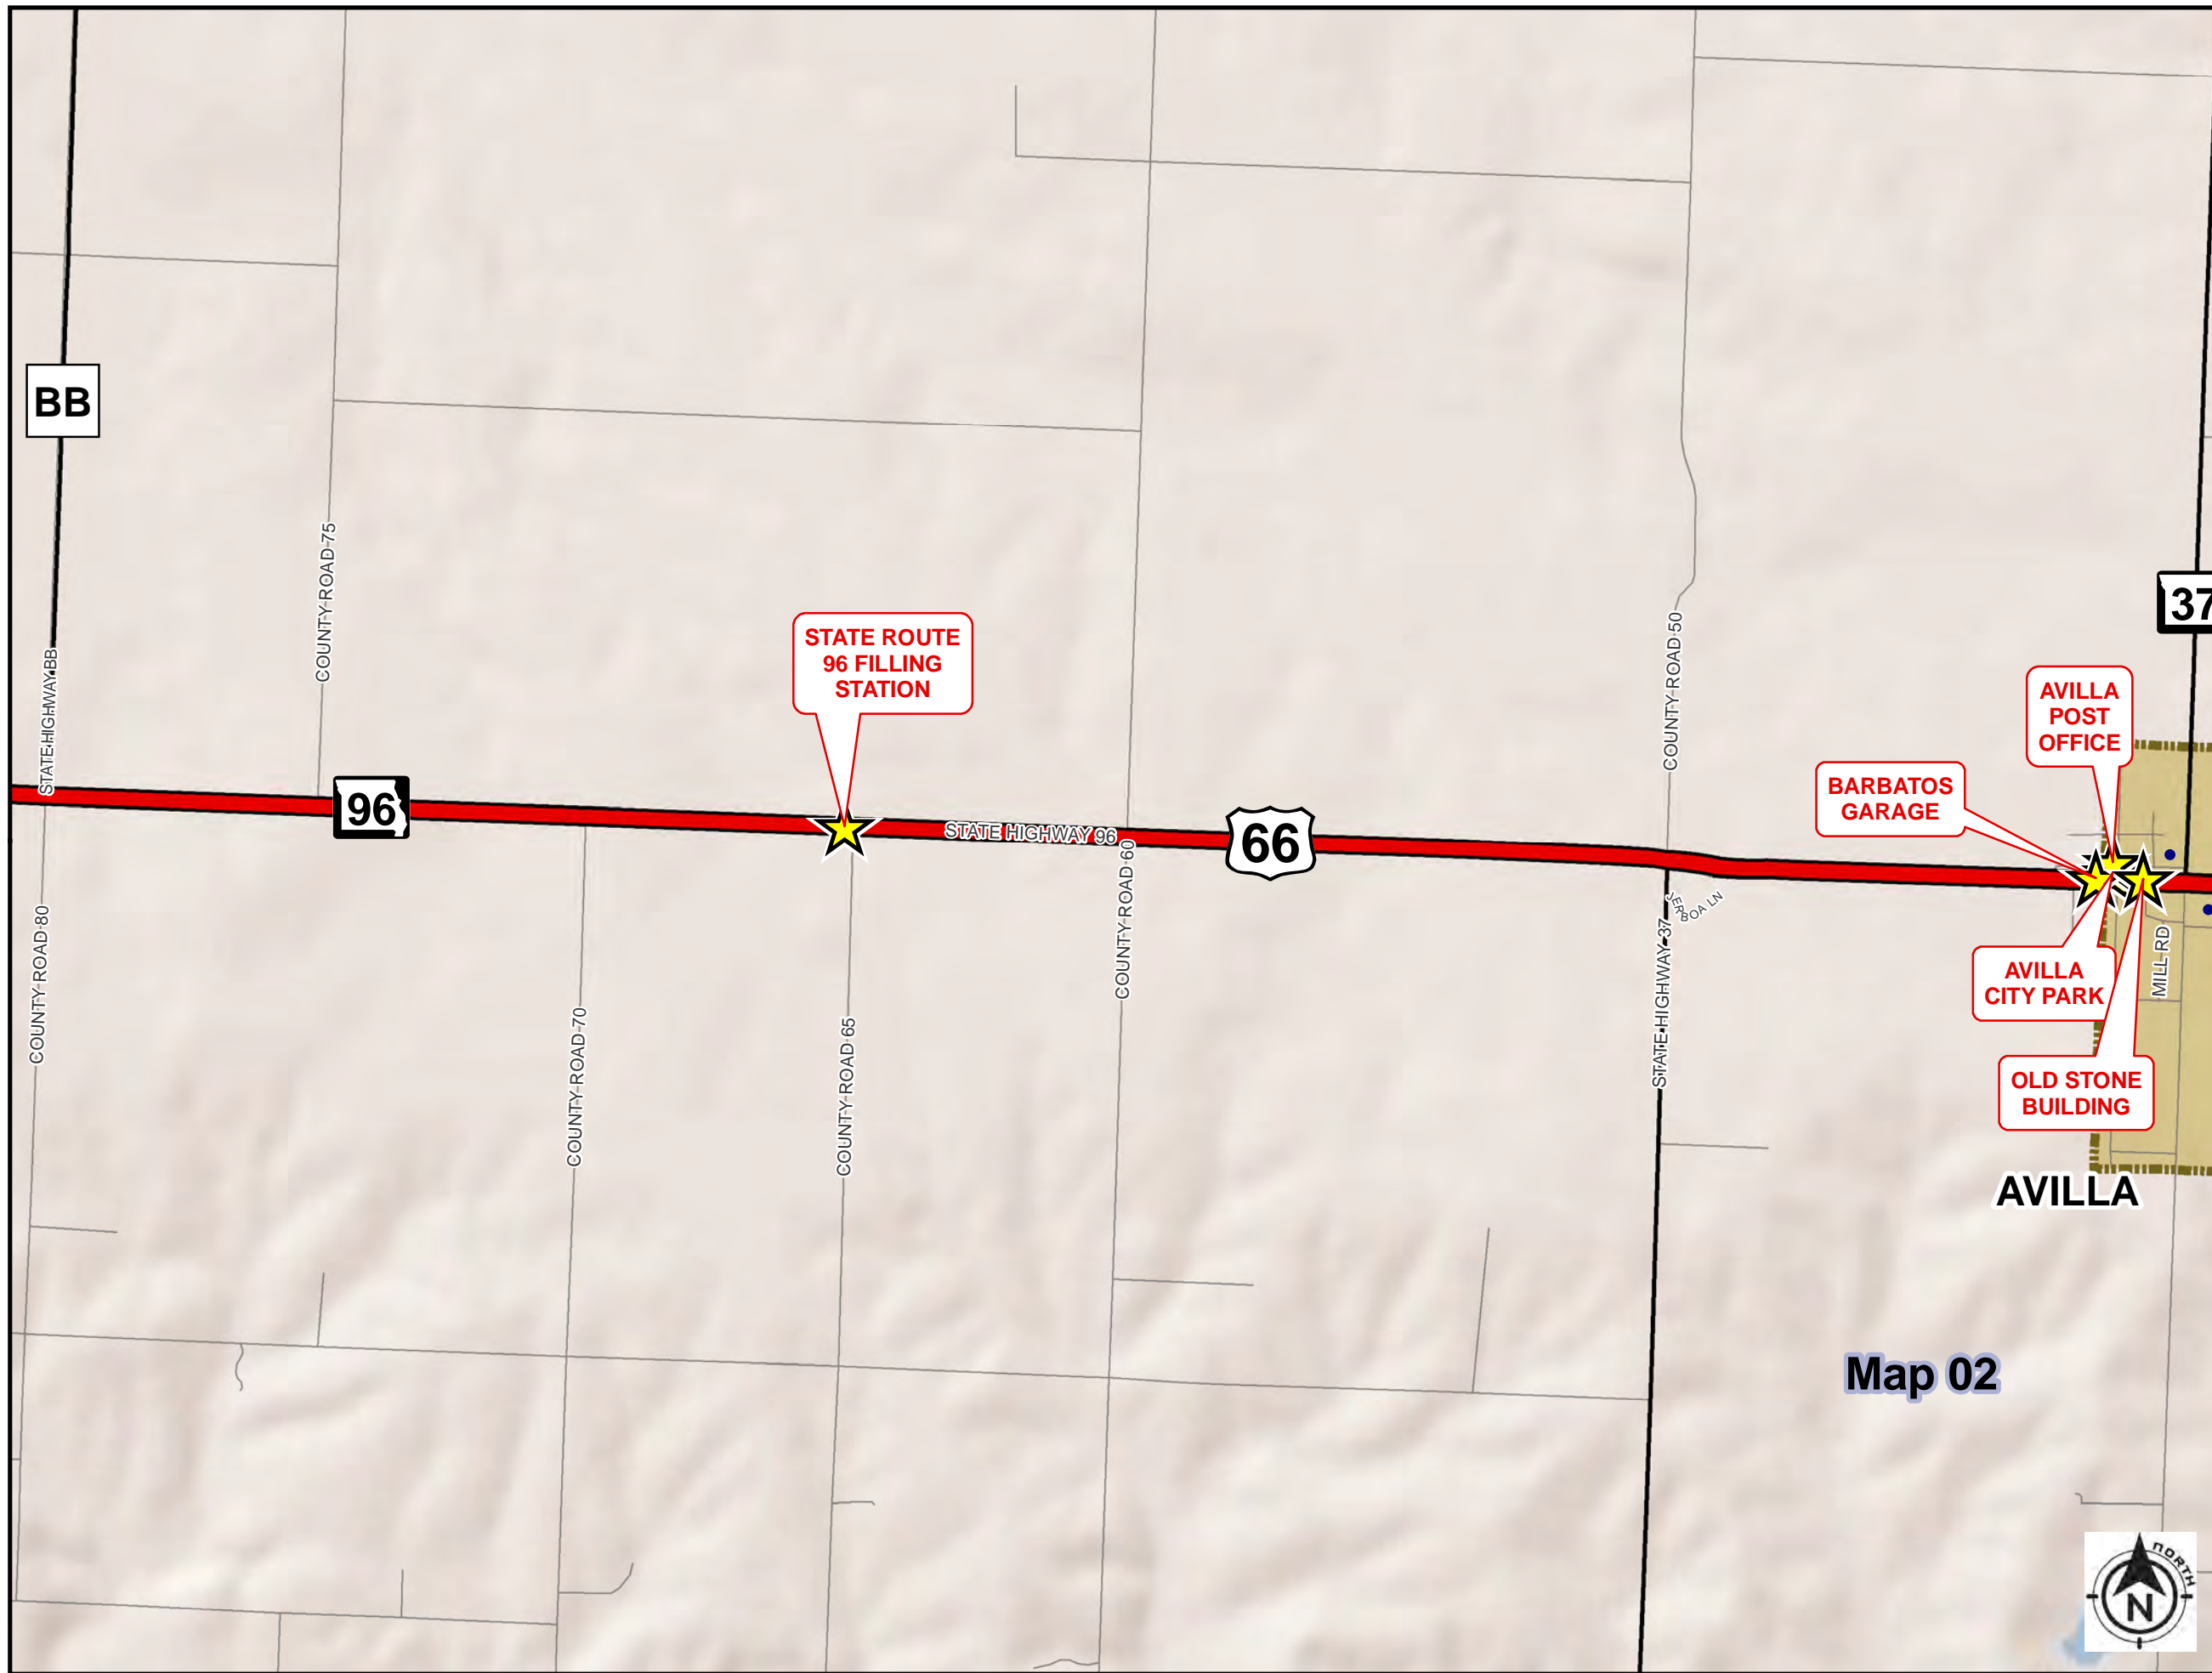 BB
STATE HIGHWAY BB
COUNTY ROAD 75
STATE ROUTE
96 FILLING
STATION
COUNTY ROAD 50
37
AVILLA
POST
OFFICE
BARBATOS
GARAGE
96
STATE HIGHWAY 96
66
COUNTY ROAD 80
COUNTY ROAD 70
COUNTY ROAD 65
COUNTY ROAD 60
JERBOA LN
STATE HIGHWAY 37
MILL RD
AVILLA
CITY PARK
OLD STONE
BUILDING
AVILLA
Map 02
NORTH
N